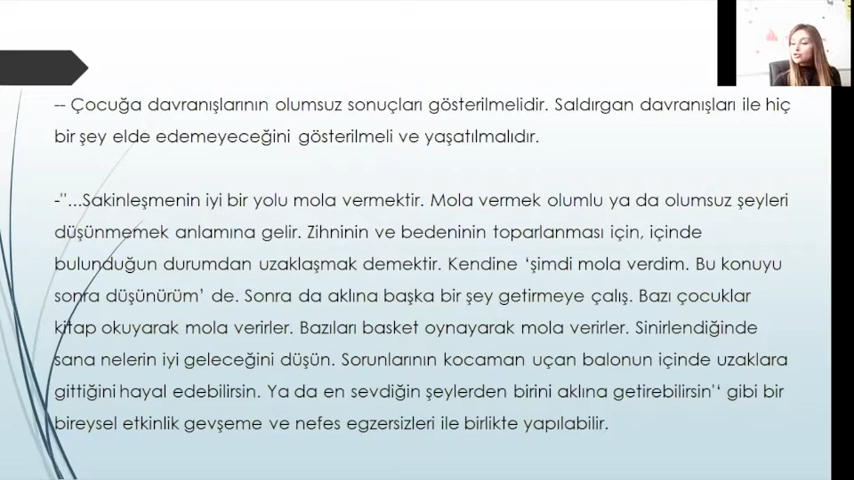 -- Çocuğa davranışlarının olumsuz sonuçları gösterilmelidir. Saldırgan davranışları ile hiç
bir şey elde edemeyeceğini gösterilmeli ve yaşatılmalıdır.
-"...Sakinleşmenin iyi bir yolu mola vermektir. Mola vermek olumlu ya da olumsuz şeyleri
düşünmemek anlamına gelir. Zihninin ve bedeninin toparlanması için, içinde
bulunduğun durumdan uzaklaşmak demektir. Kendine ‘şimdi mola verdim. Bu konuyu
sonra düşünürüm’ de. Sonra da aklına başka bir şey getirmeye çalış. Bazı çocuklar
kitap okuyarak mola verirler. Bazıları basket oynayarak mola verirler. Sinirlendiğinde
sana nelerin iyi geleceğini düşün. Sorunlarının kocaman uçan balonun içinde uzaklara
gittiğini hayal edebilirsin. Ya da en sevdiğin şeylerden birini aklına getirebilirsin'‘ gibi bir
bireysel etkinlik gevşeme ve nefes egzersizleri ile birlikte yapılabilir.